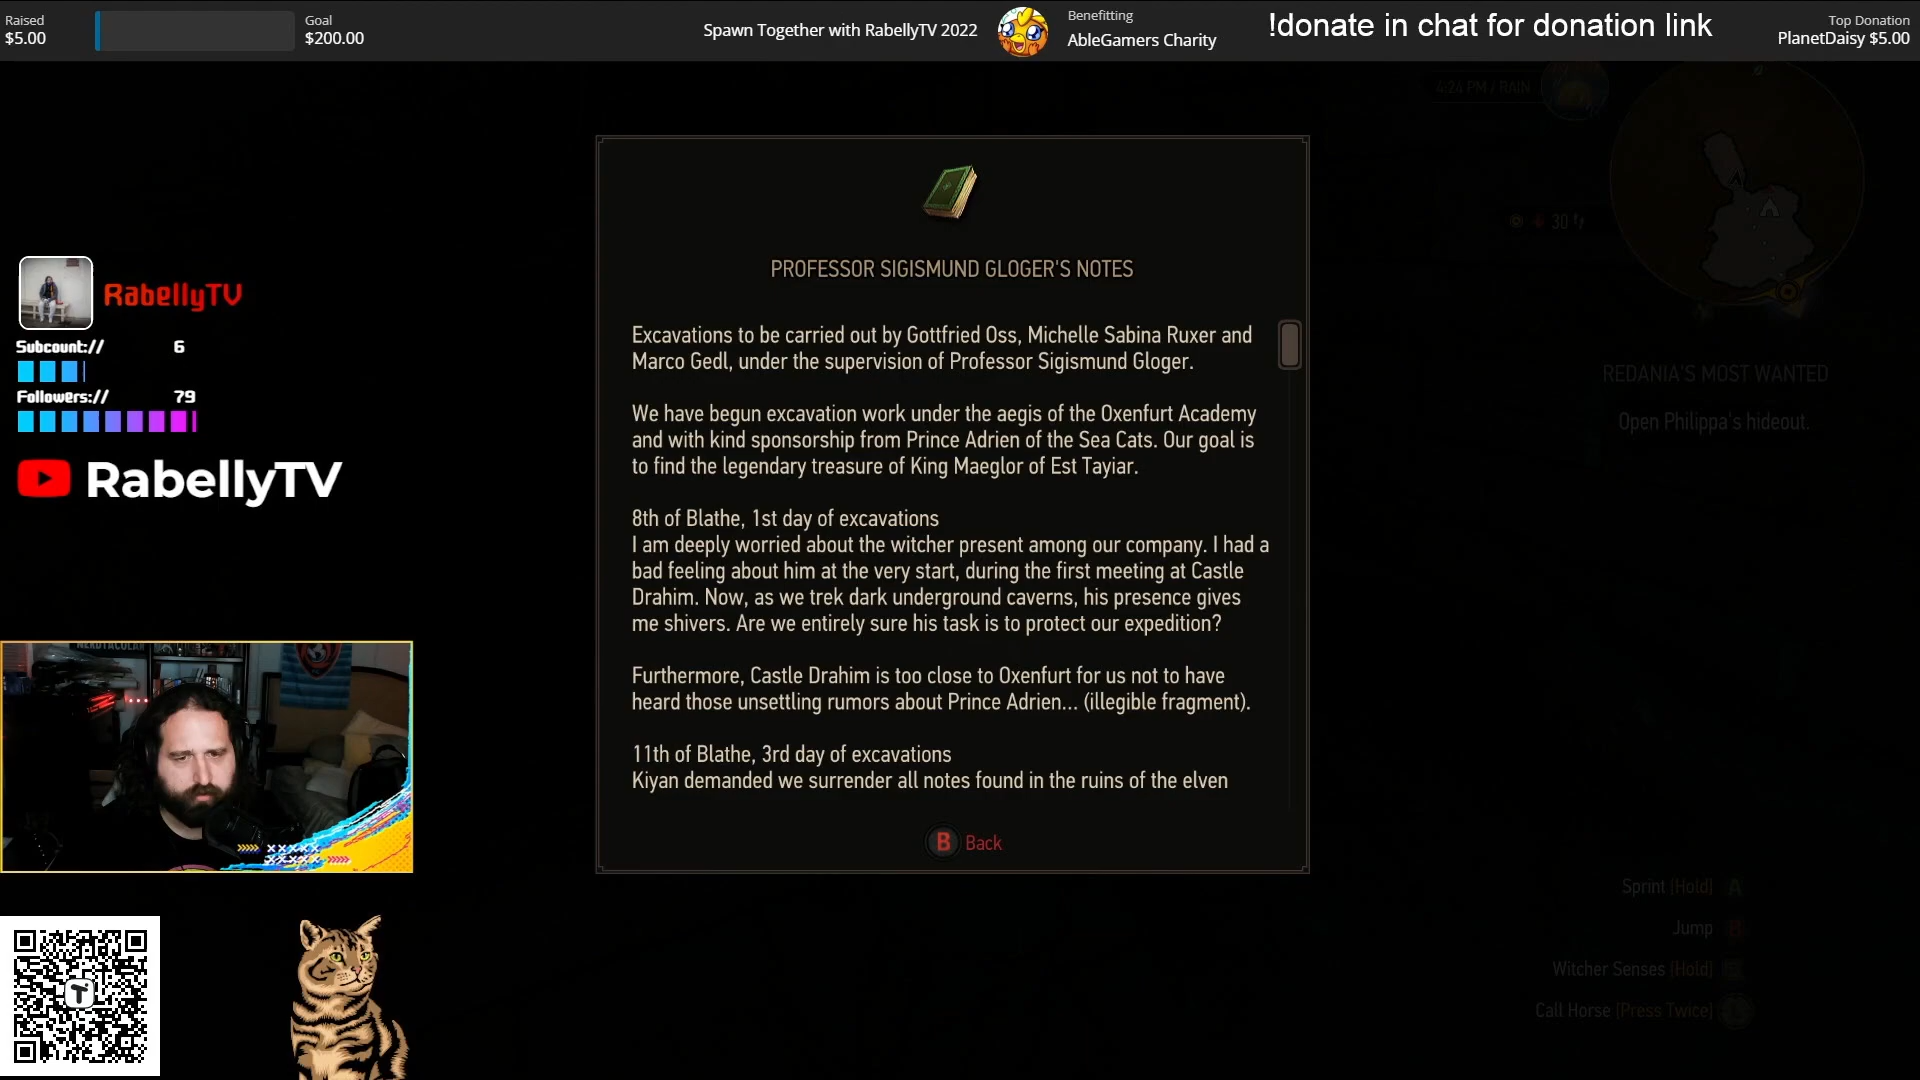 Raised
$5.00
Goal
$200.00
Spawn Together with RabellyTV 2022
Benefitting
AbleGamers Charity
!donate in chat for donation link
Top Donation
PlanetDaisy $5.00
4:24 PM / RAIN
30
REDANIA'S MOST WANTED
Open Philippa's hideout.
RabellyTV
Subcount:// 6
Followers:// 79
RabellyTV
NERDTACULAR
PROFESSOR SIGISMUND GLOGER'S NOTES
Excavations to be carried out by Gottfried Oss, Michelle Sabina Ruxer and
Marco Gedl, under the supervision of Professor Sigismund Gloger.
We have begun excavation work under the aegis of the Oxenfurt Academy
and with kind sponsorship from Prince Adrien of the Sea Cats. Our goal is
to find the legendary treasure of King Maeglor of Est Tayiar.
8th of Blathe, 1st day of excavations
I am deeply worried about the witcher present among our company. I had a
bad feeling about him at the very start, during the first meeting at Castle
Drahim. Now, as we trek dark underground caverns, his presence gives
me shivers. Are we entirely sure his task is to protect our expedition?
Furthermore, Castle Drahim is too close to Oxenfurt for us not to have
heard those unsettling rumors about Prince Adrien... (illegible fragment).
11th of Blathe, 3rd day of excavations
Kiyan demanded we surrender all notes found in the ruins of the elven
B Back
Sprint [Hold] A
Jump B
Witcher Senses [Hold]
Call Horse [Press Twice]
T